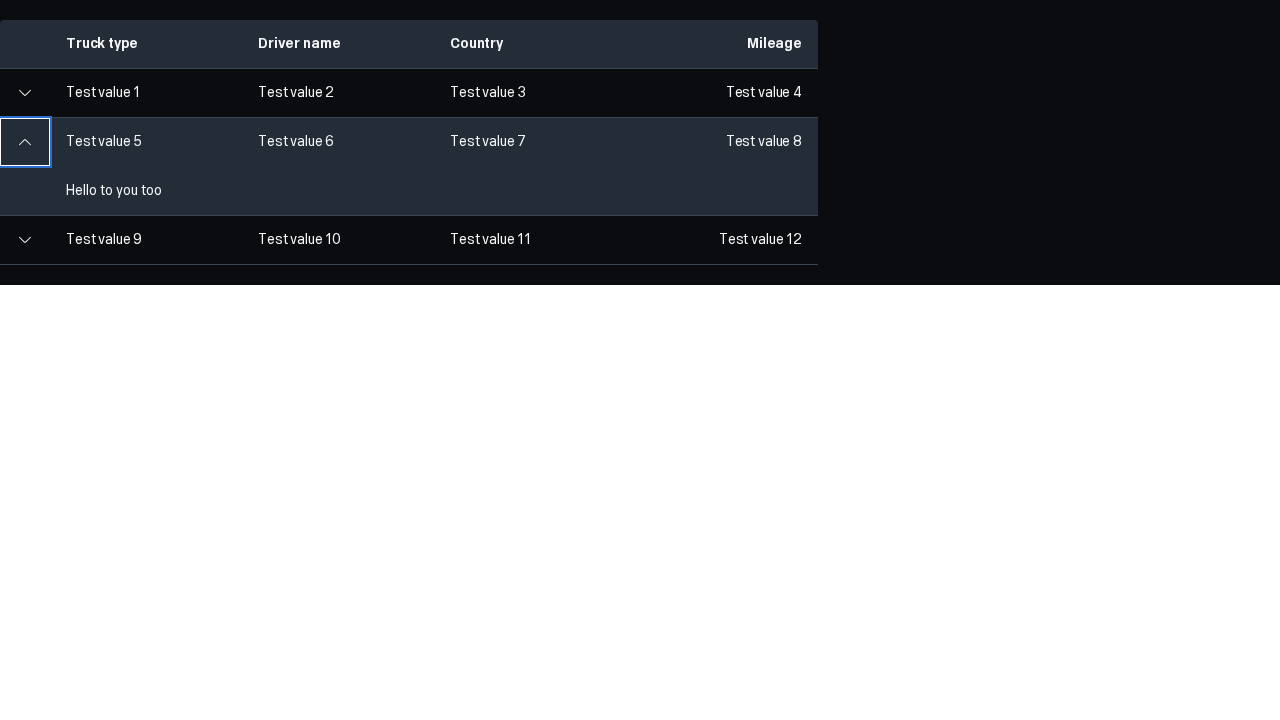 Truck type Driver name Country Mileage
Test value 1 Test value 2 Test value 3 Test value 4
Test value 5 Test value 6 Test value 7 Test value 8
Hello to you too
Test value 9 Test value 10 Test value 11 Test value 12